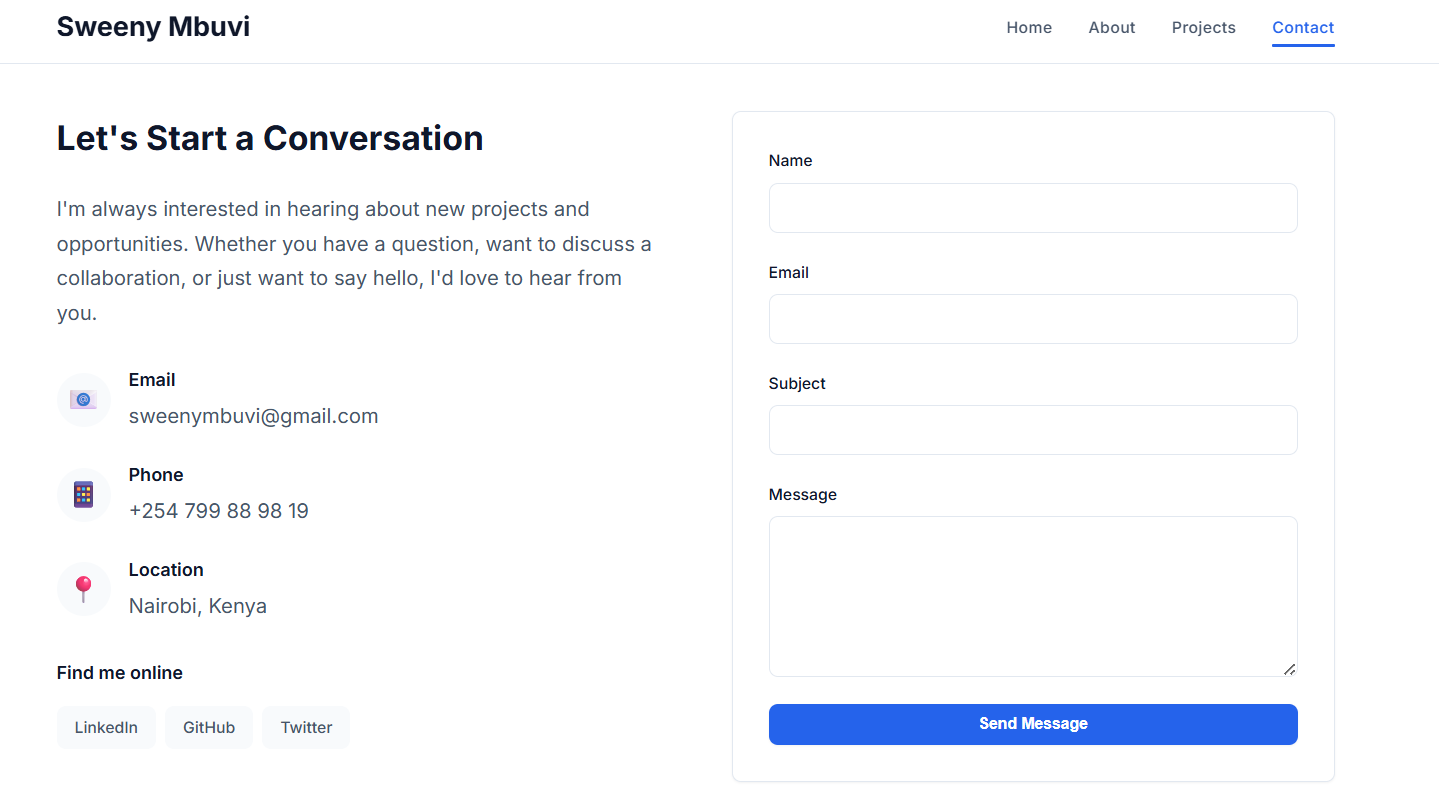 Sweeny Mbuvi
Home About Projects Contact
Let's Start a Conversation
I'm always interested in hearing about new projects and
opportunities. Whether you have a question, want to discuss a
collaboration, or just want to say hello, I'd love to hear from
you.
Email
sweenymbuvi@gmail.com
Phone
+254 799 88 98 19
Location
Nairobi, Kenya
Find me online
LinkedIn GitHub Twitter
Name
Email
Subject
Message
Send Message